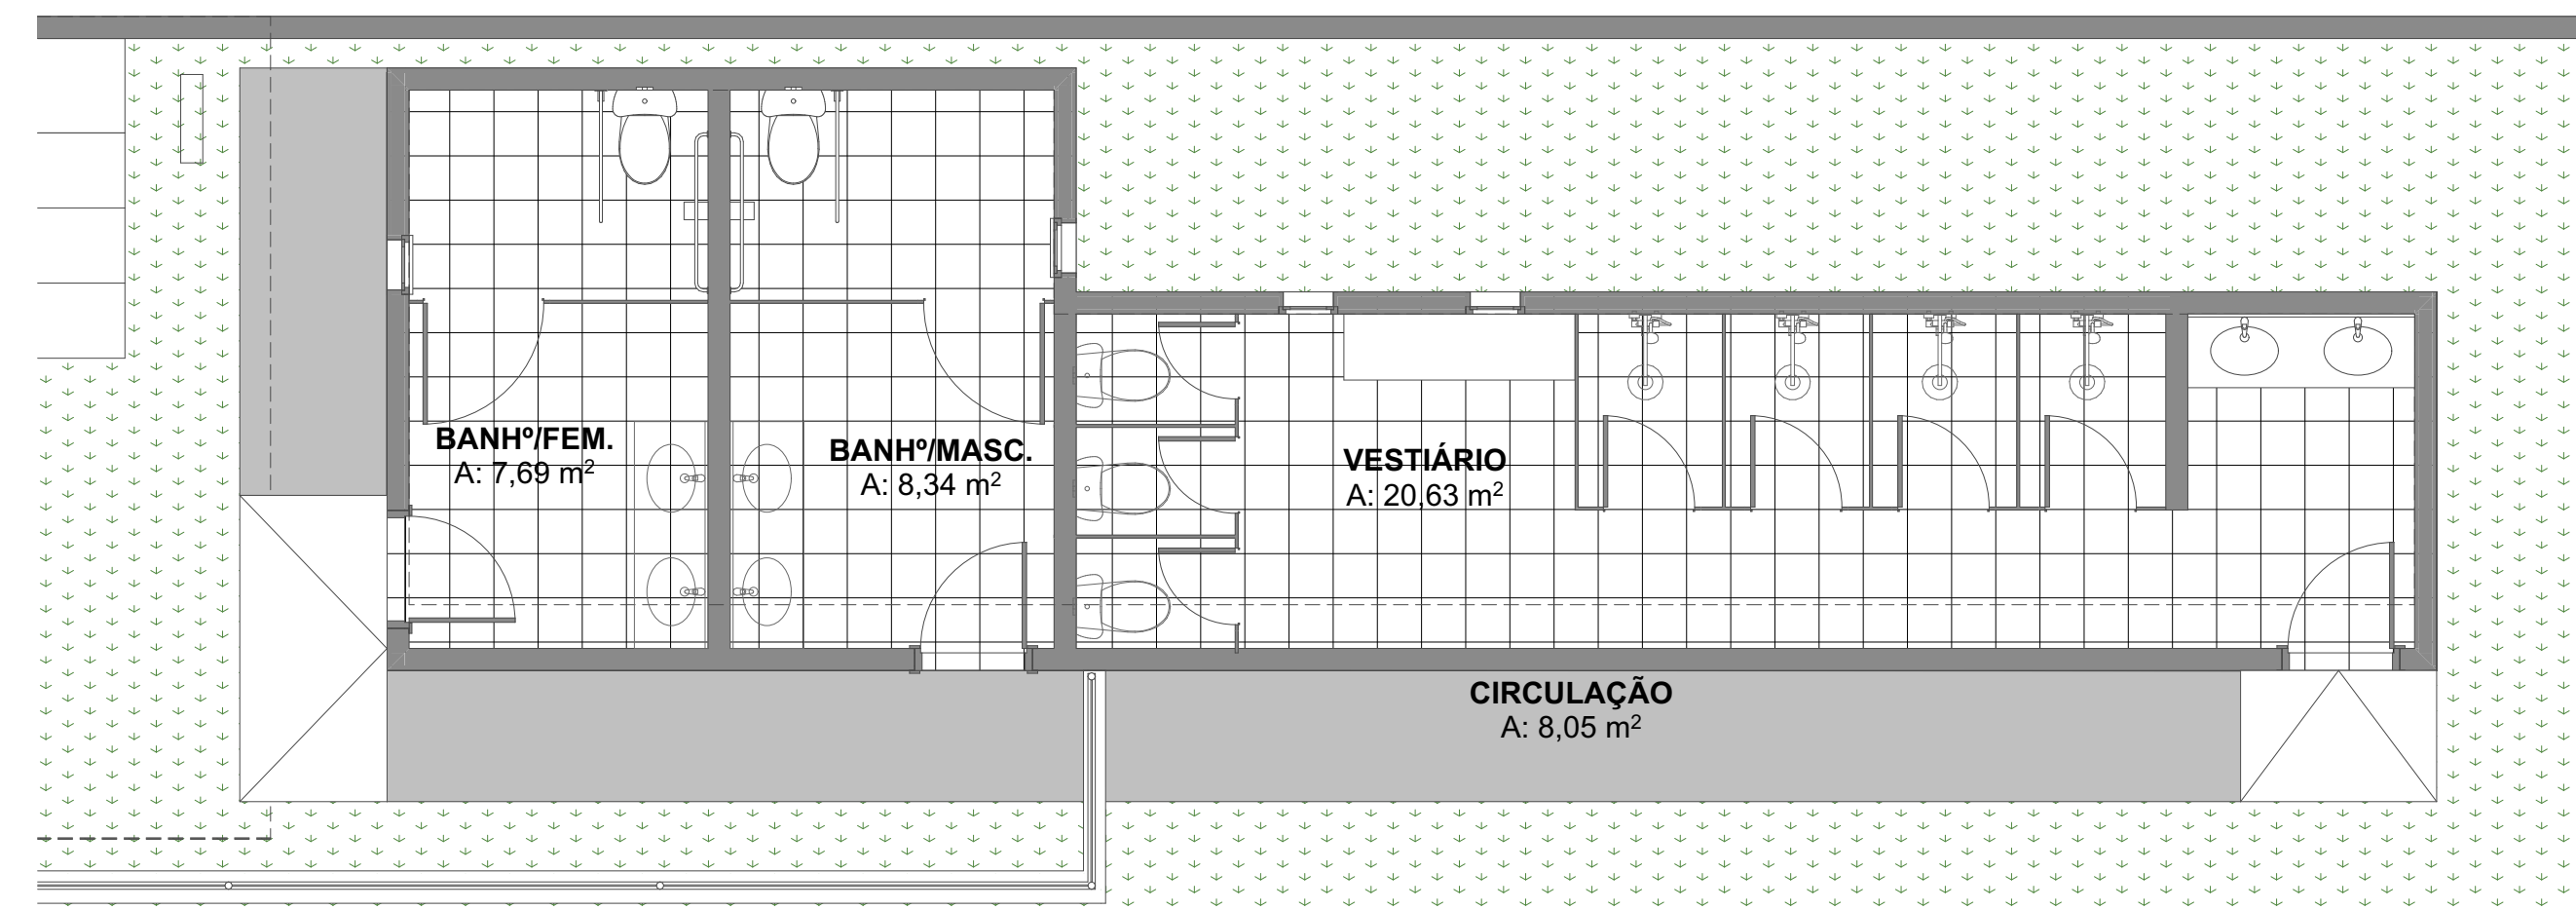 BANHº/FEM.
A: 7,69 m²
BANHº/MASC.
A: 8,34 m²
VESTIÁRIO
A: 20,63 m²
CIRCULAÇÃO
A: 8,05 m²